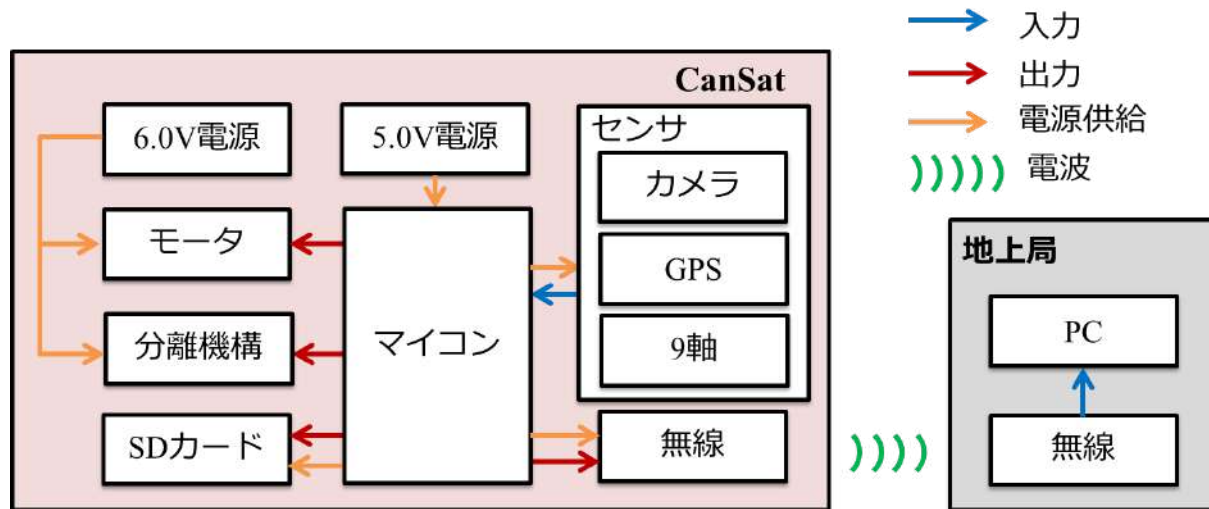 入力
出力
電源供給
電波
CanSat
6.0V電源
5.0V電源
センサ
カメラ
GPS
9軸
モータ
分離機構
SDカード
マイコン
無線
地上局
PC
無線